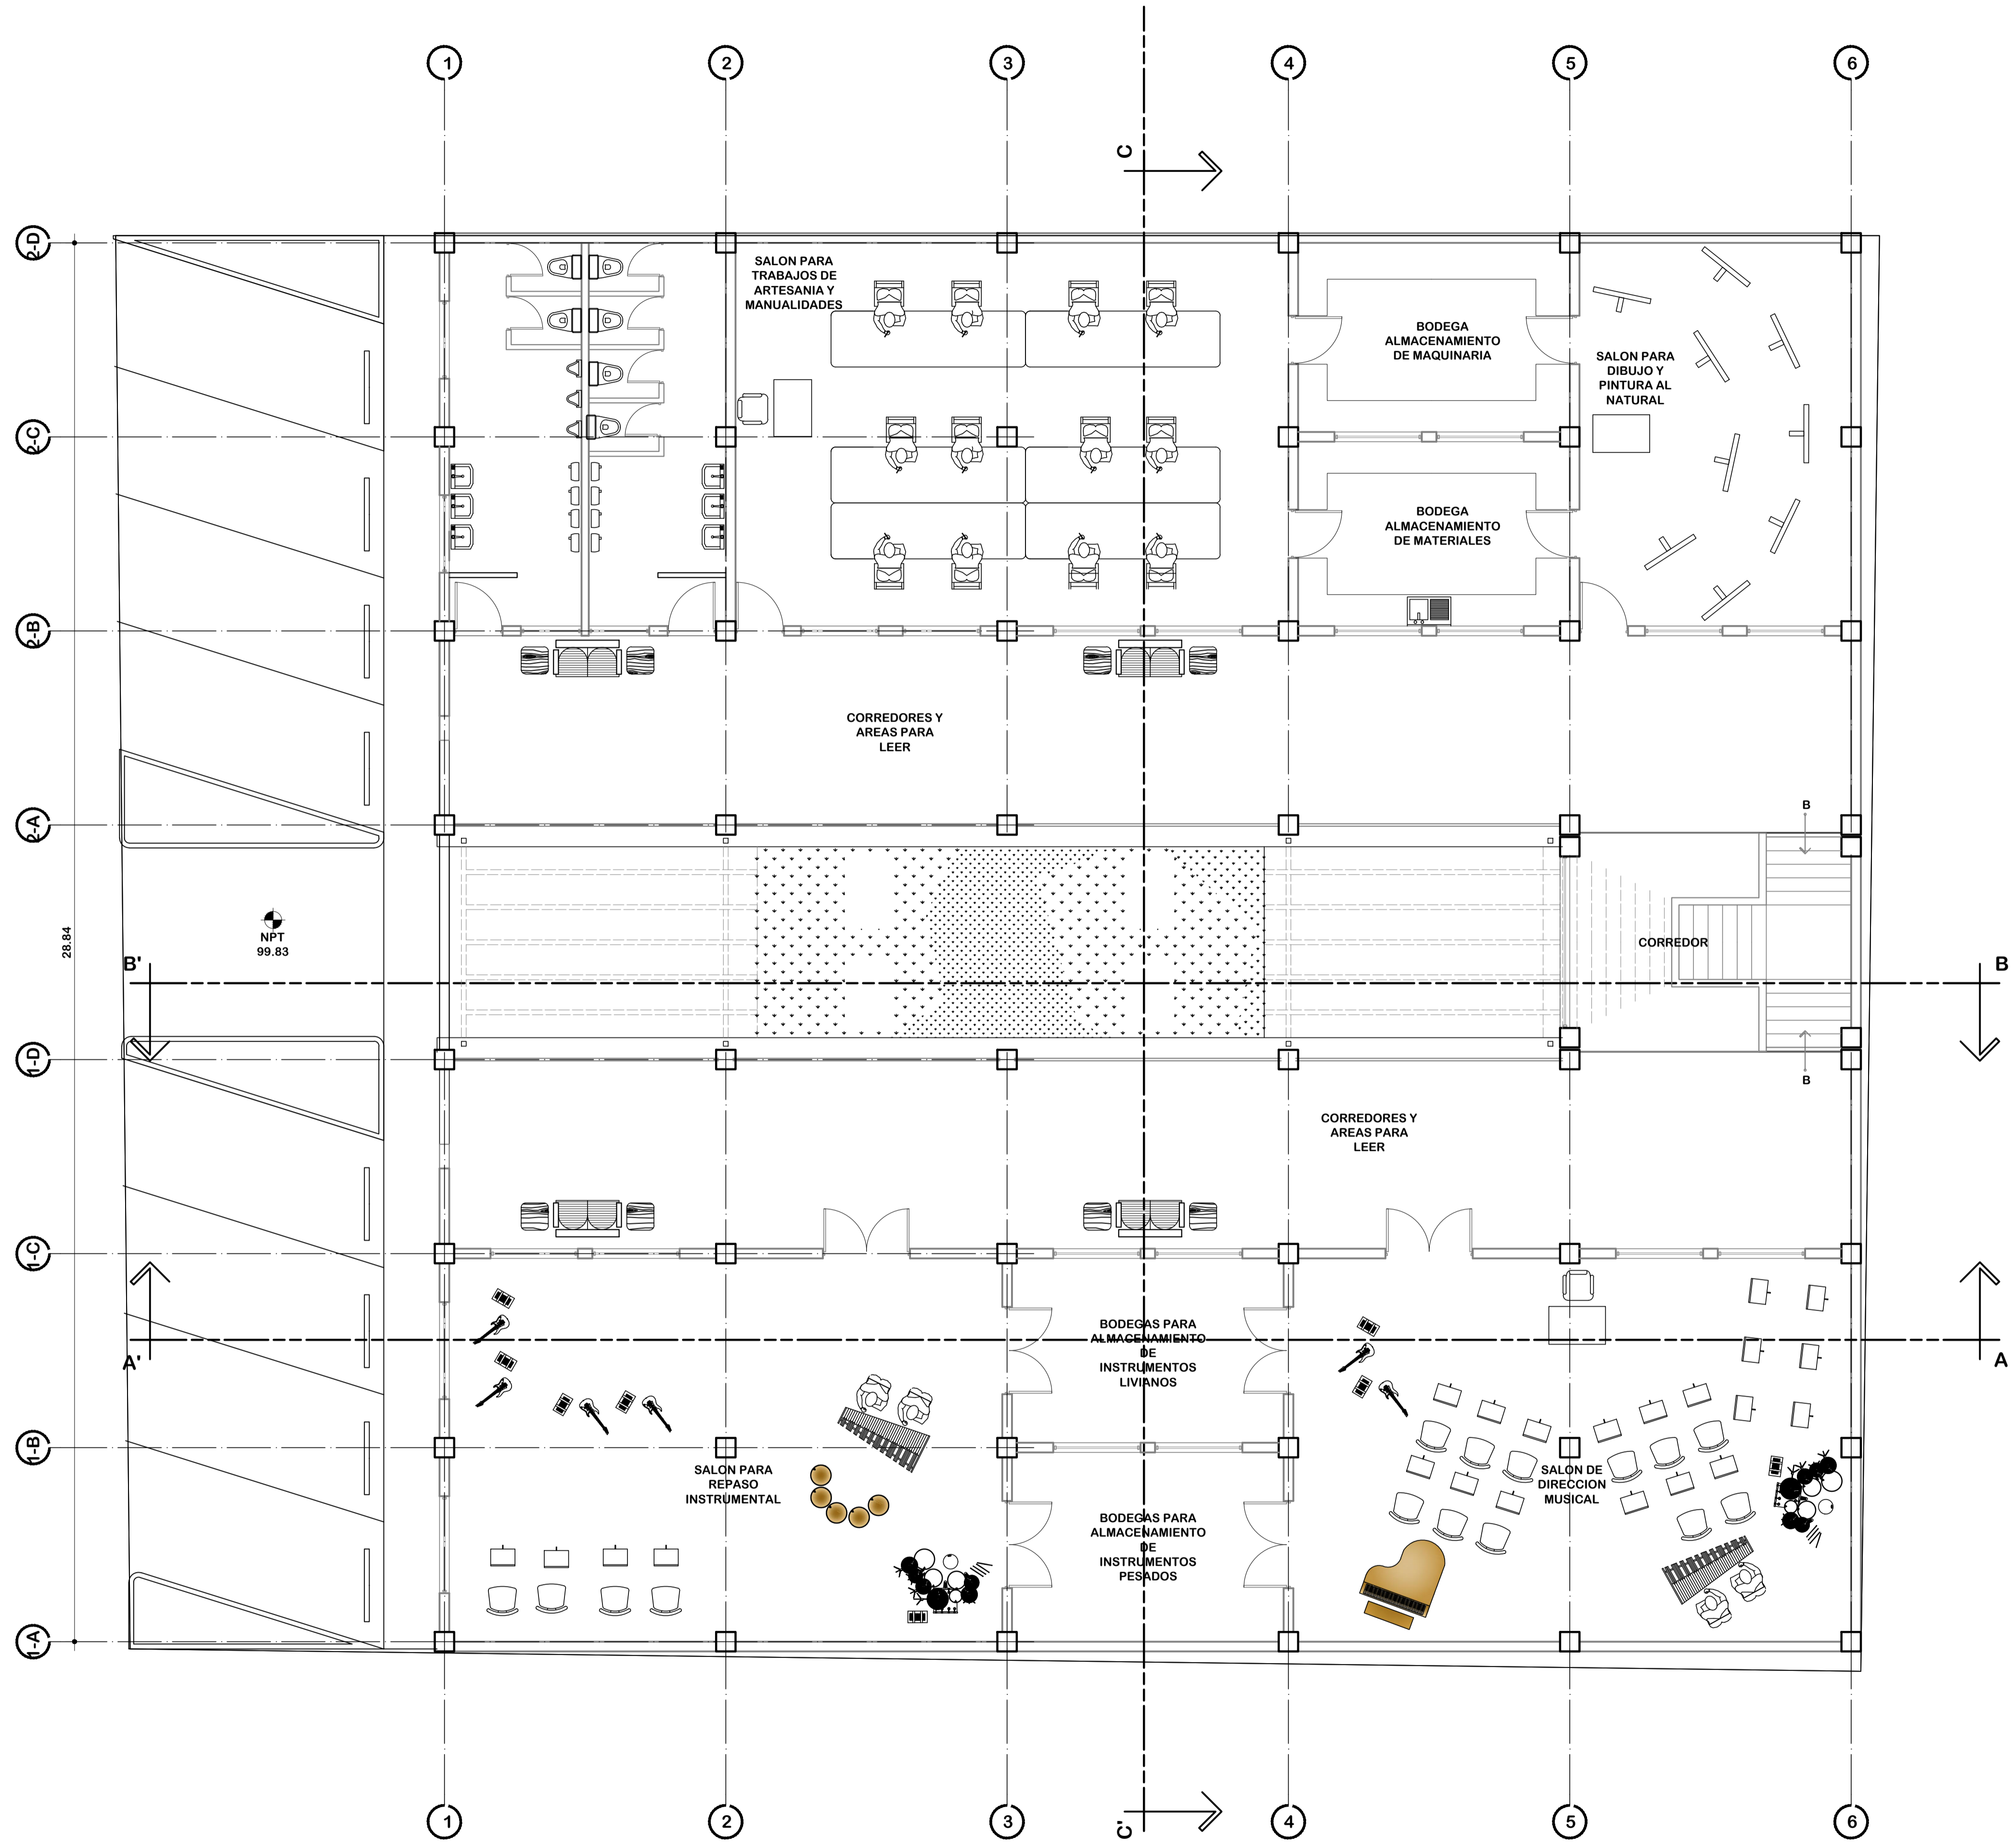 1
2
3
4
5
6
C
2-D
SALON PARA
TRABAJOS DE
ARTESANIA Y
MANUALIDADES
BODEGA
ALMACENAMIENTO
DE MAQUINARIA
SALON PARA
DIBUJO Y
PINTURA AL
NATURAL
2-C
BODEGA
ALMACENAMIENTO
DE MATERIALES
2-B
CORREDORES Y
AREAS PARA
LEER
2-A
B
28.84
NPT
99.83
CORREDOR
B'
B
1-D
B
CORREDORES Y
AREAS PARA
LEER
1-C
BODEGAS PARA
ALMACENAMIENTO
DE
INSTRUMENTOS
LIVIANOS
A'
A
1-B
SALON PARA
REPASO
INSTRUMENTAL
SALON DE
DIRECCION
MUSICAL
BODEGAS PARA
ALMACENAMIENTO
DE
INSTRUMENTOS
PESADOS
1-A
C'
1
2
3
4
5
6